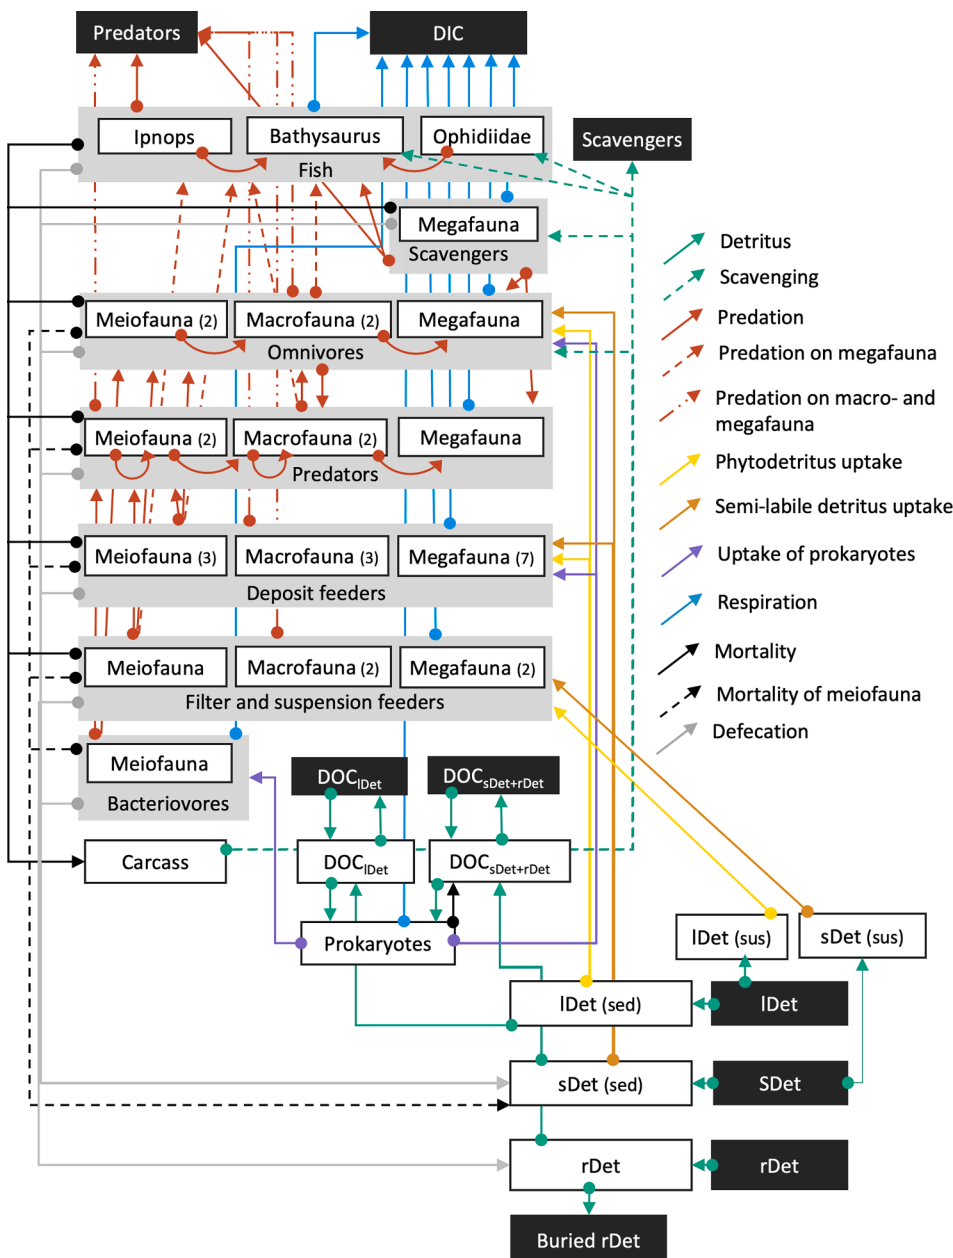 Predators
DIC
Ipnops
Bathysaurus
Ophidiidae
Fish
Scavengers
Megafauna
Scavengers
Meiofauna (2)
Macrofauna (2)
Megafauna
Omnivores
Meiofauna (2)
Macrofauna (2)
Megafauna
Predators
Meiofauna (3)
Macrofauna (3)
Megafauna (7)
Deposit feeders
Meiofauna
Macrofauna (2)
Megafauna (2)
Filter and suspension feeders
Meiofauna
Bacteriovores
DOClDet
DOCsDet+rDet
Carcass
DOClDet
DOCsDet+rDet
Prokaryotes
lDet (sus)
sDet (sus)
lDet (sed)
lDet
sDet (sed)
SDet
rDet
rDet
Buried rDet
Detritus
Scavenging
Predation
Predation on megafauna
Predation on macro- and
megafauna
Phytodetritus uptake
Semi-labile detritus uptake
Uptake of prokaryotes
Respiration
Mortality
Mortality of meiofauna
Defecation